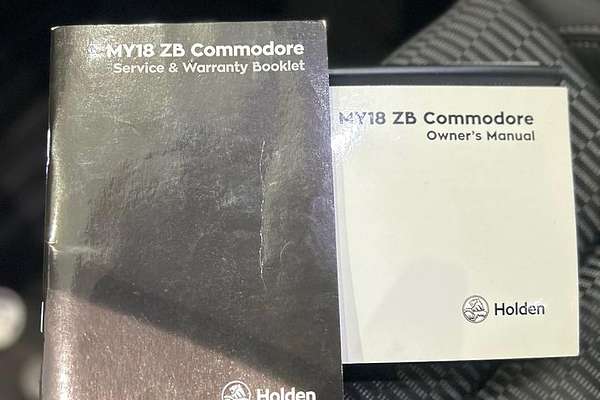 MY18 ZB Commodore
Service & Warranty Booklet
Holden
MY18 ZB Commodore
Owner's Manual
Holden